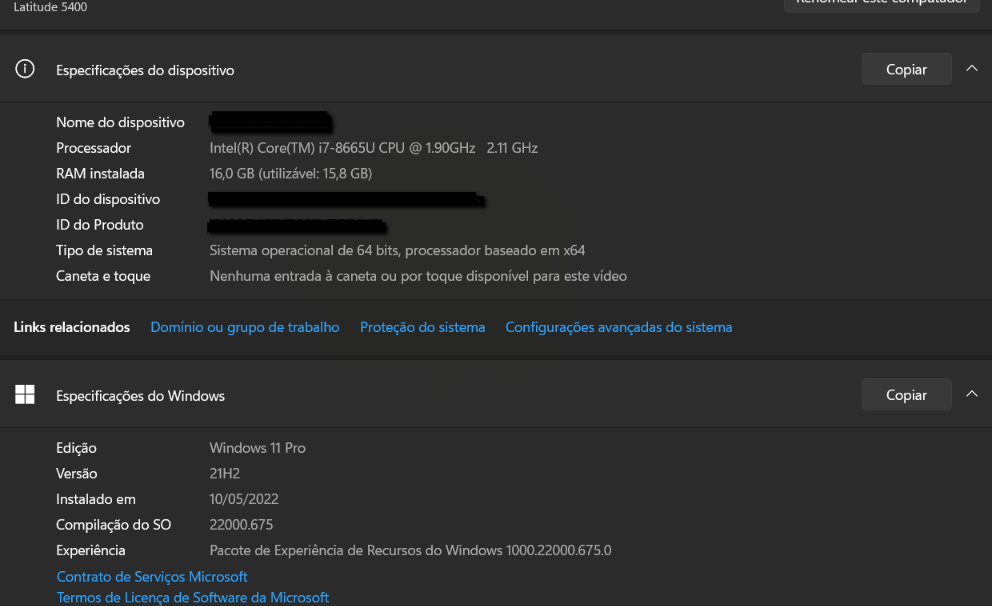 Latitude 5400
Renomear este computador
Especificações do dispositivo
Copiar
Nome do dispositivo
Processador Intel(R) Core(TM) i7-8665U CPU @ 1.90GHz 2.11 GHz
RAM instalada 16,0 GB (utilizável: 15,8 GB)
ID do dispositivo
ID do Produto
Tipo de sistema Sistema operacional de 64 bits, processador baseado em x64
Caneta e toque Nenhuma entrada à caneta ou por toque disponível para este vídeo
Links relacionados Domínio ou grupo de trabalho Proteção do sistema Configurações avançadas do sistema
Especificações do Windows
Copiar
Edição Windows 11 Pro
Versão 21H2
Instalado em 10/05/2022
Compilação do SO 22000.675
Experiência Pacote de Experiência de Recursos do Windows 1000.22000.675.0
Contrato de Serviços Microsoft
Termos de Licença de Software da Microsoft